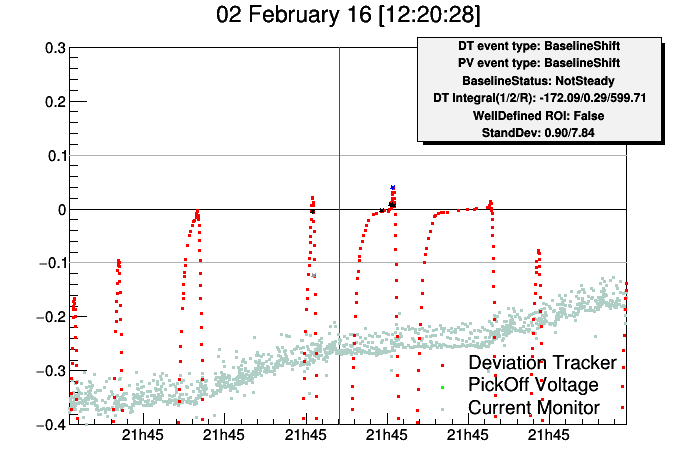 02 February 16 [12:20:28]
DT event type: BaselineShift
PV event type: BaselineShift
BaselineStatus: NotSteady
DT Integral(1/2/R): -172.09/0.29/599.71
WellDefined ROI: False
StandDev: 0.90/7.84
0.3
0.2
0.1
0
−0.1
−0.2
−0.3
−0.4
Deviation Tracker
PickOff Voltage
Current Monitor
21h45 21h45 21h45 21h45 21h45 21h45